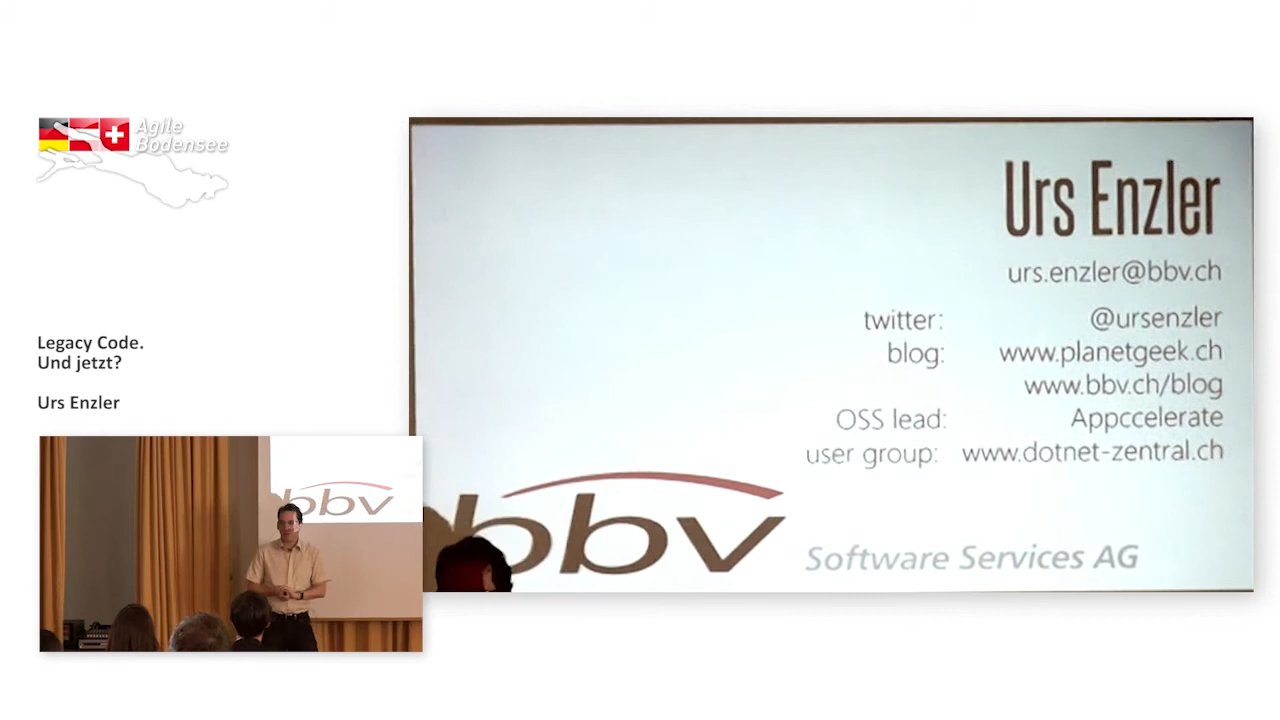 Agile
Bodensee
Legacy Code.
Und jetzt?
Urs Enzler
bbv
Urs Enzler
urs.enzler@bbv.ch
twitter: @ursenzler
blog: www.planetgeek.ch
www.bbv.ch/blog
OSS lead: Appccelerate
user group: www.dotnet-zentral.ch
bbv Software Services AG